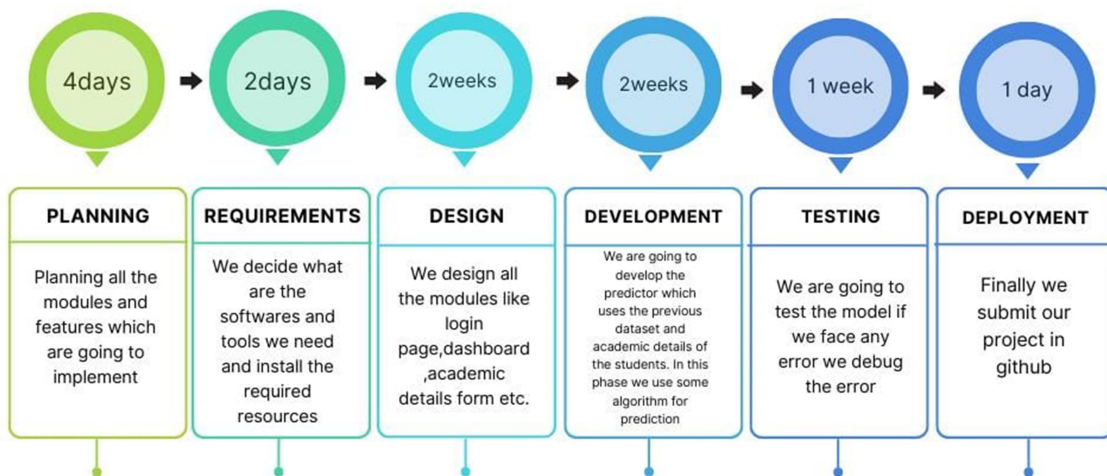 4days
2days
2weeks
2weeks
1 week
1 day
PLANNING
Planning all the
modules and
features which
are going to
implement
REQUIREMENTS
We decide what
are the
softwares and
tools we need
and install the
required
resources
DESIGN
We design all
the modules like
login
page,dashboard
,academic
details form etc.
DEVELOPMENT
We are going to
develop the
predictor which
uses the previous
dataset and
academic details of
the students. In this
phase we use some
algorithm for
prediction
TESTING
We are going to
test the model if
we face any
error we debug
the error
DEPLOYMENT
Finally we
submit our
project in
github